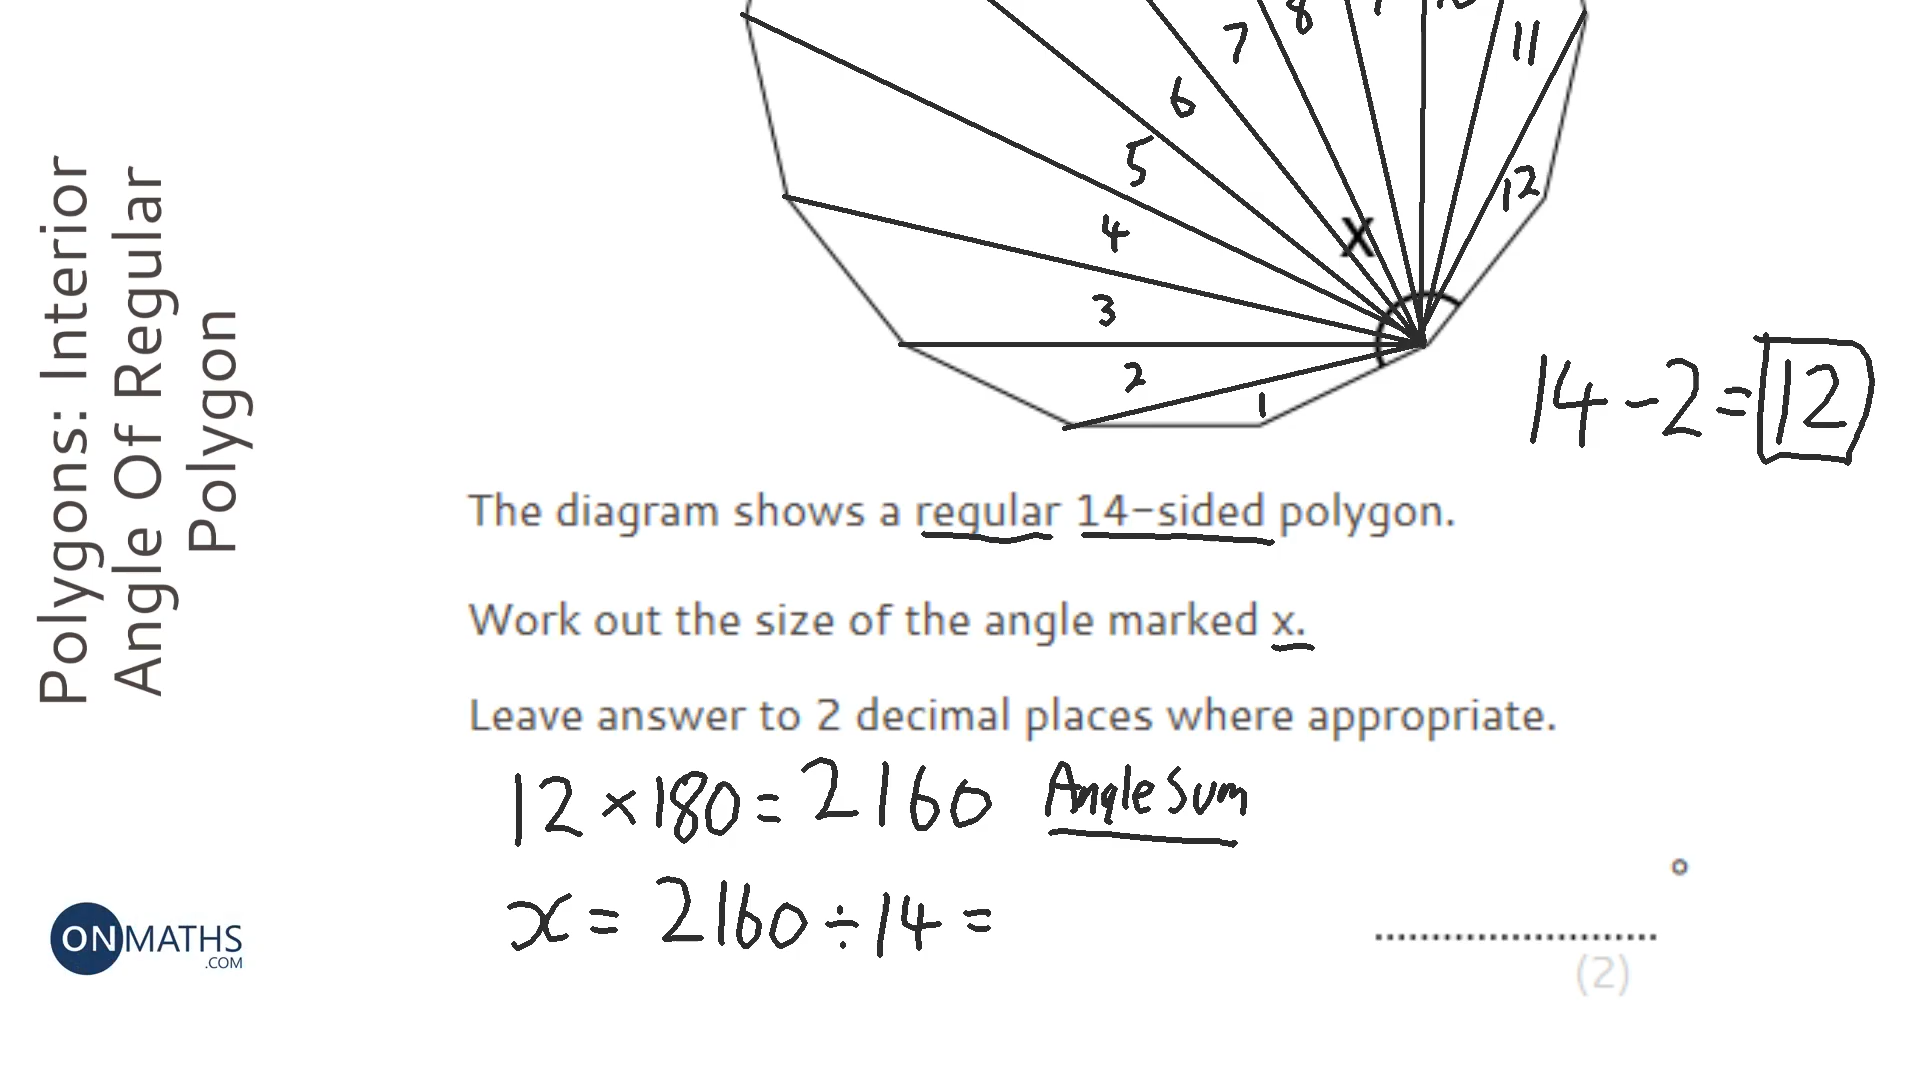 7
8
11
6
5
12
4
X
3
2
1
14-2=12
Polygons: Interior
Angle Of Regular
Polygon
The diagram shows a regular 14-sided polygon.
Work out the size of the angle marked x.
Leave answer to 2 decimal places where appropriate.
12×180=2160 Angle Sum
°
x=2160÷14=
........................
(2)
ONMATHS
.COM